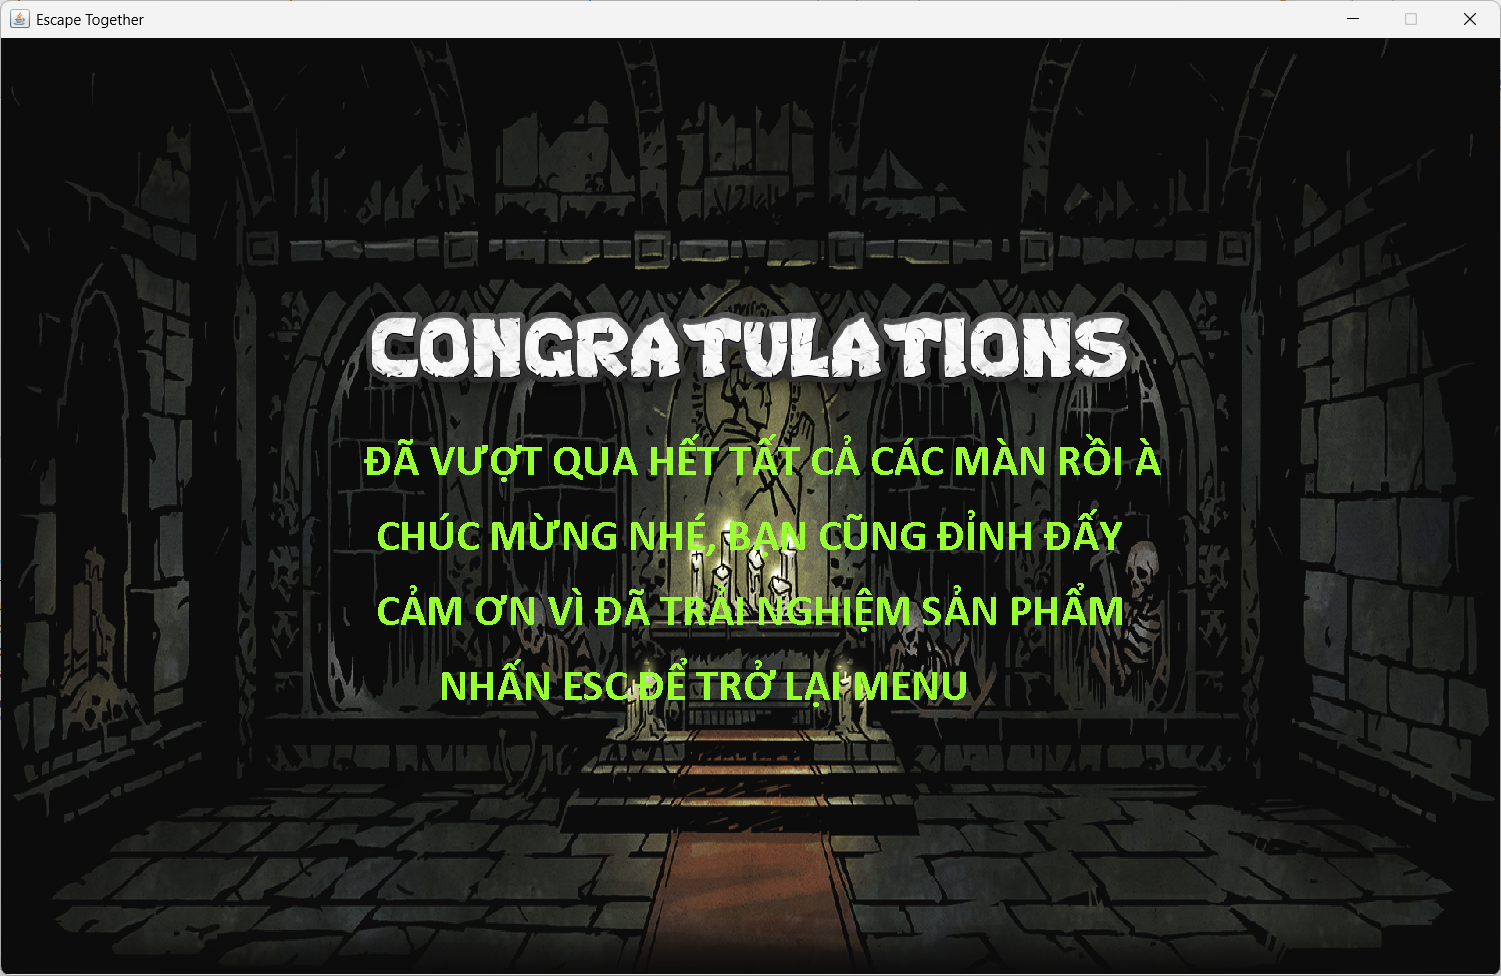 Escape Together
CONGRATULATIONS
ĐÃ VƯỢT QUA HẾT TẤT CẢ CÁC MÀN RỒI À
CHÚC MỪNG NHÉ, BẠN CŨNG ĐỈNH ĐẤY
CẢM ƠN VÌ ĐÃ TRẢI NGHIỆM SẢN PHẨM
NHẤN ESC ĐỂ TRỞ LẠI MENU